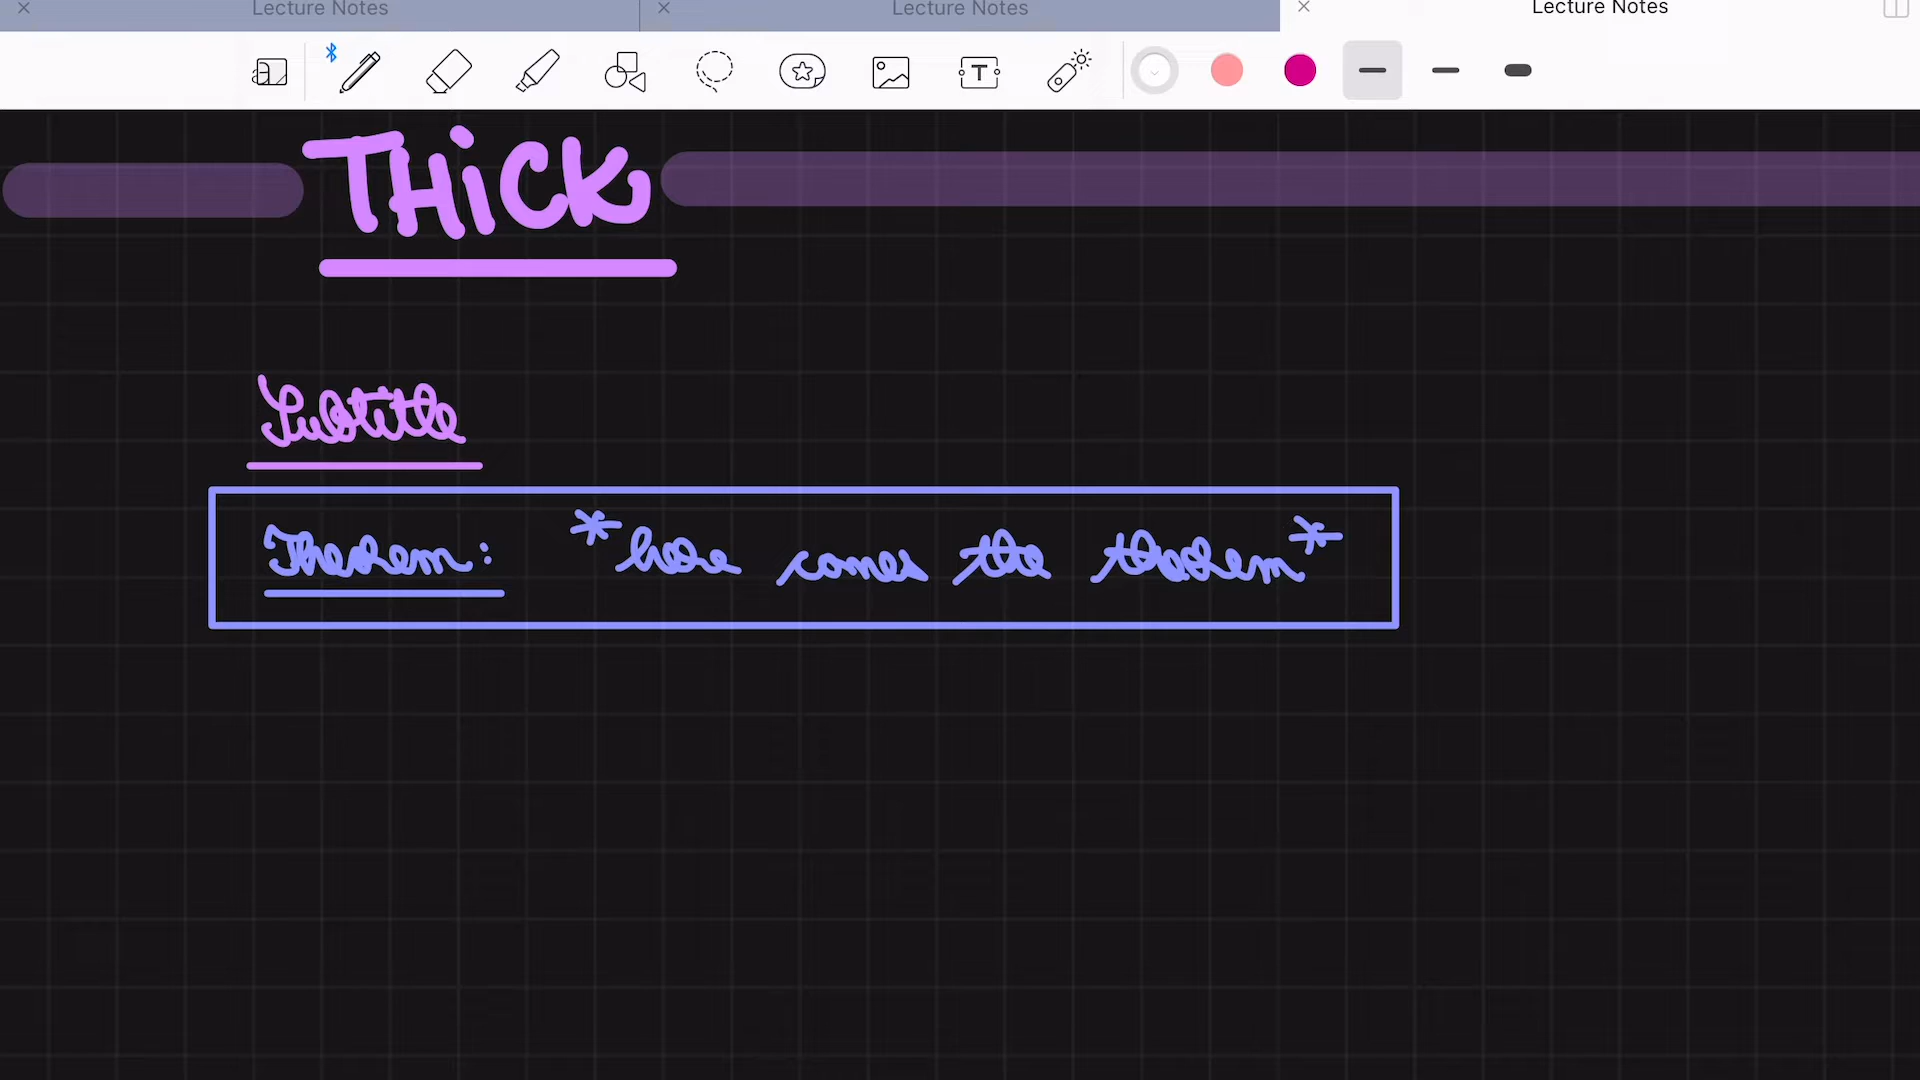 Lecture Notes Lecture Notes Lecture Notes
T
THiCK
Subtitle
Theorem: *here comes the theorem*